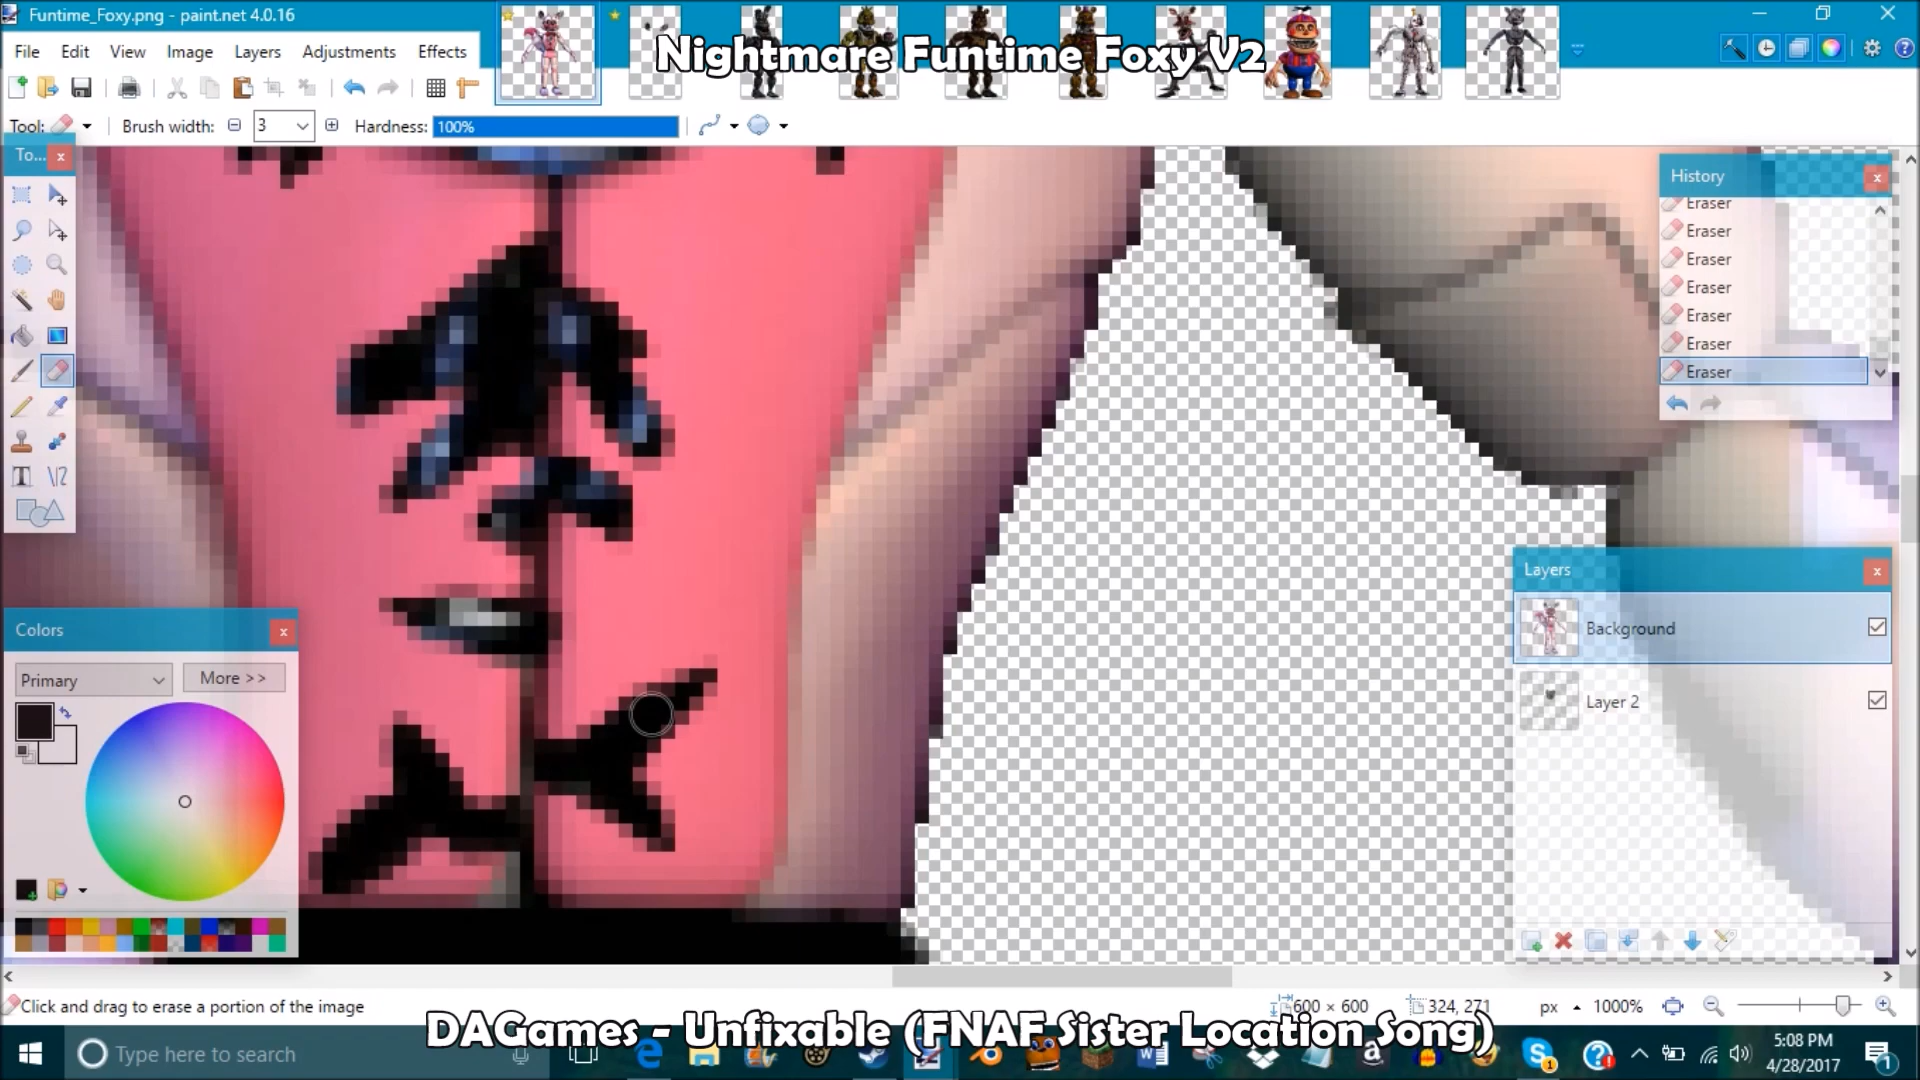 Funtime_Foxy.png - paint.net 4.0.16
File Edit View Image Layers Adjustments Effects
Nightmare Funtime Foxy V2
Tool: Brush width: 3 Hardness: 100%
To... x
History x
Eraser
Eraser
Eraser
Eraser
Eraser
Eraser
Eraser
Layers x
Background
Layer 2
Colors x
Primary More >>
Click and drag to erase a portion of the image
600 × 600 324, 271 px 1000%
DAGames - Unfixable (FNAF Sister Location Song)
Type here to search
5:08 PM
4/28/2017